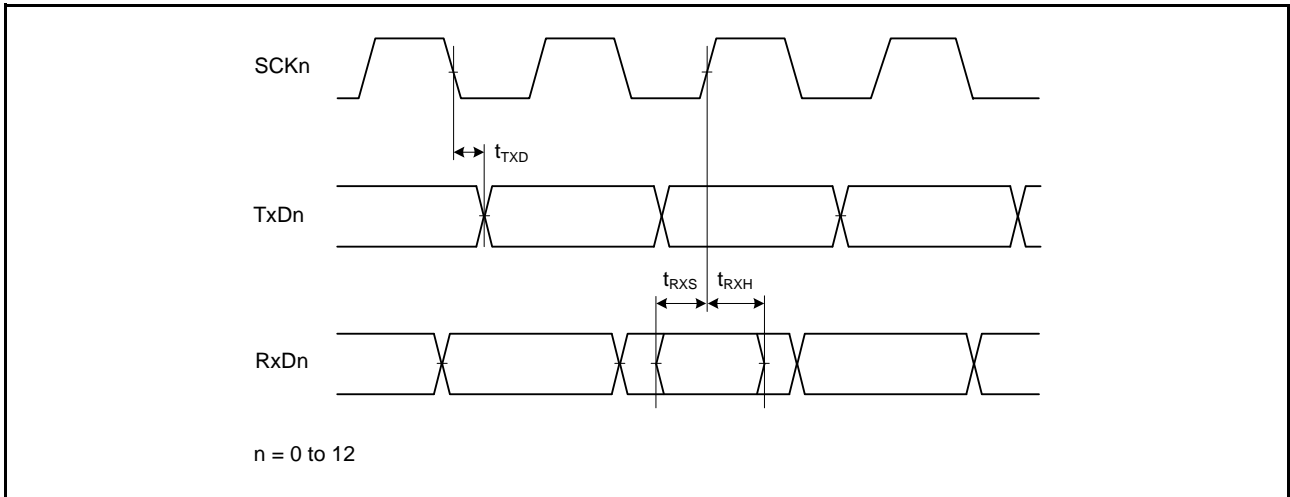 SCKn
tTXD
TxDn
tRXS tRXH
RxDn
n = 0 to 12